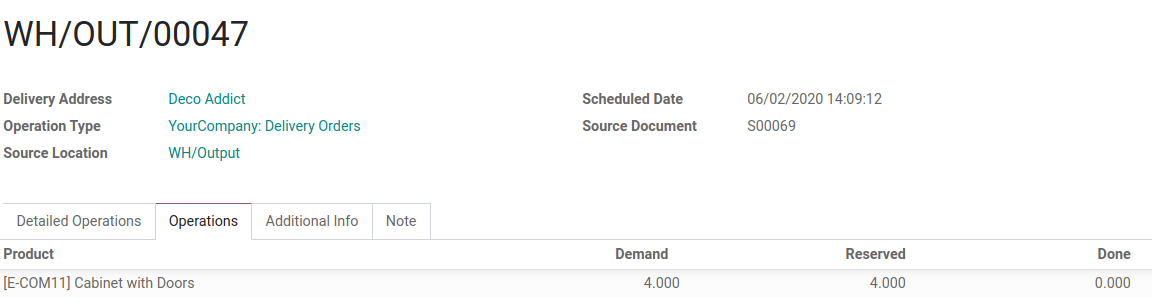 WH/OUT/00047
Delivery Address Deco Addict Scheduled Date 06/02/2020 14:09:12
Operation Type YourCompany: Delivery Orders Source Document S00069
Source Location WH/Output
Detailed Operations Operations Additional Info Note
Product Demand Reserved Done
[E-COM11] Cabinet with Doors 4.000 4.000 0.000